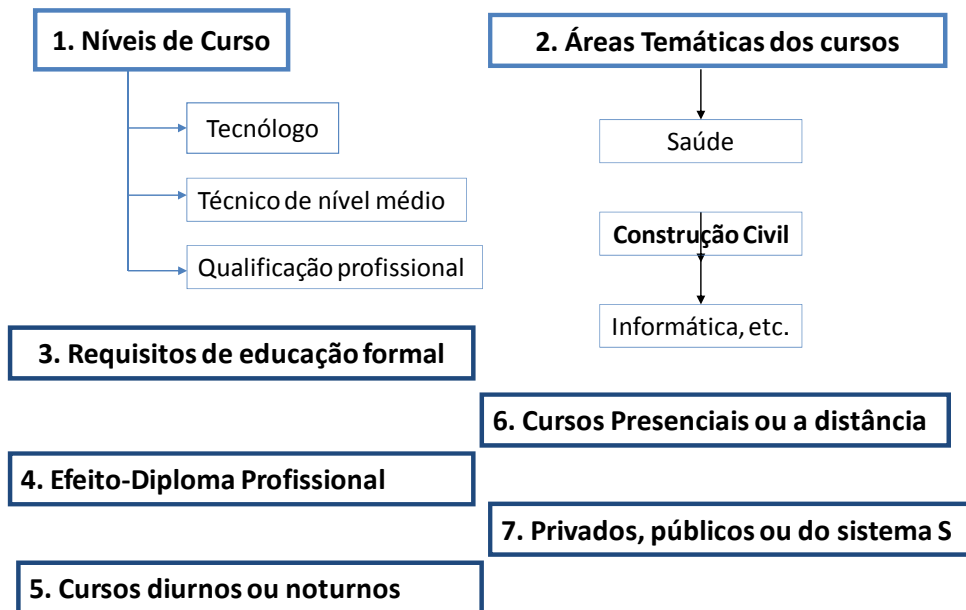 1. Níveis de Curso
Tecnólogo
Técnico de nível médio
Qualificação profissional
2. Áreas Temáticas dos cursos
Saúde
Construção Civil
Informática, etc.
3. Requisitos de educação formal
6. Cursos Presenciais ou a distância
4. Efeito-Diploma Profissional
7. Privados, públicos ou do sistema S
5. Cursos diurnos ou noturnos